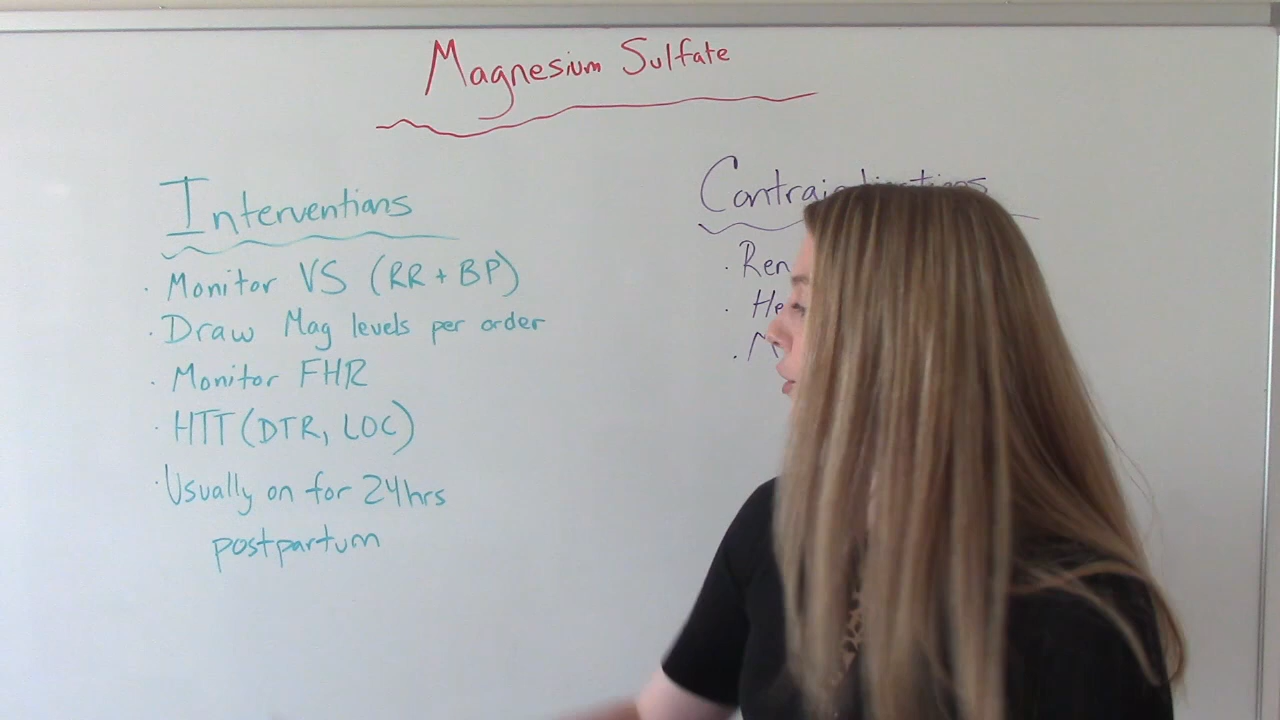 Magnesium Sulfate
Interventions
· Monitor VS (RR + BP)
· Draw Mag levels per order
· Monitor FHR
· HTT (DTR, LOC)
· Usually on for 24hrs
postpartum